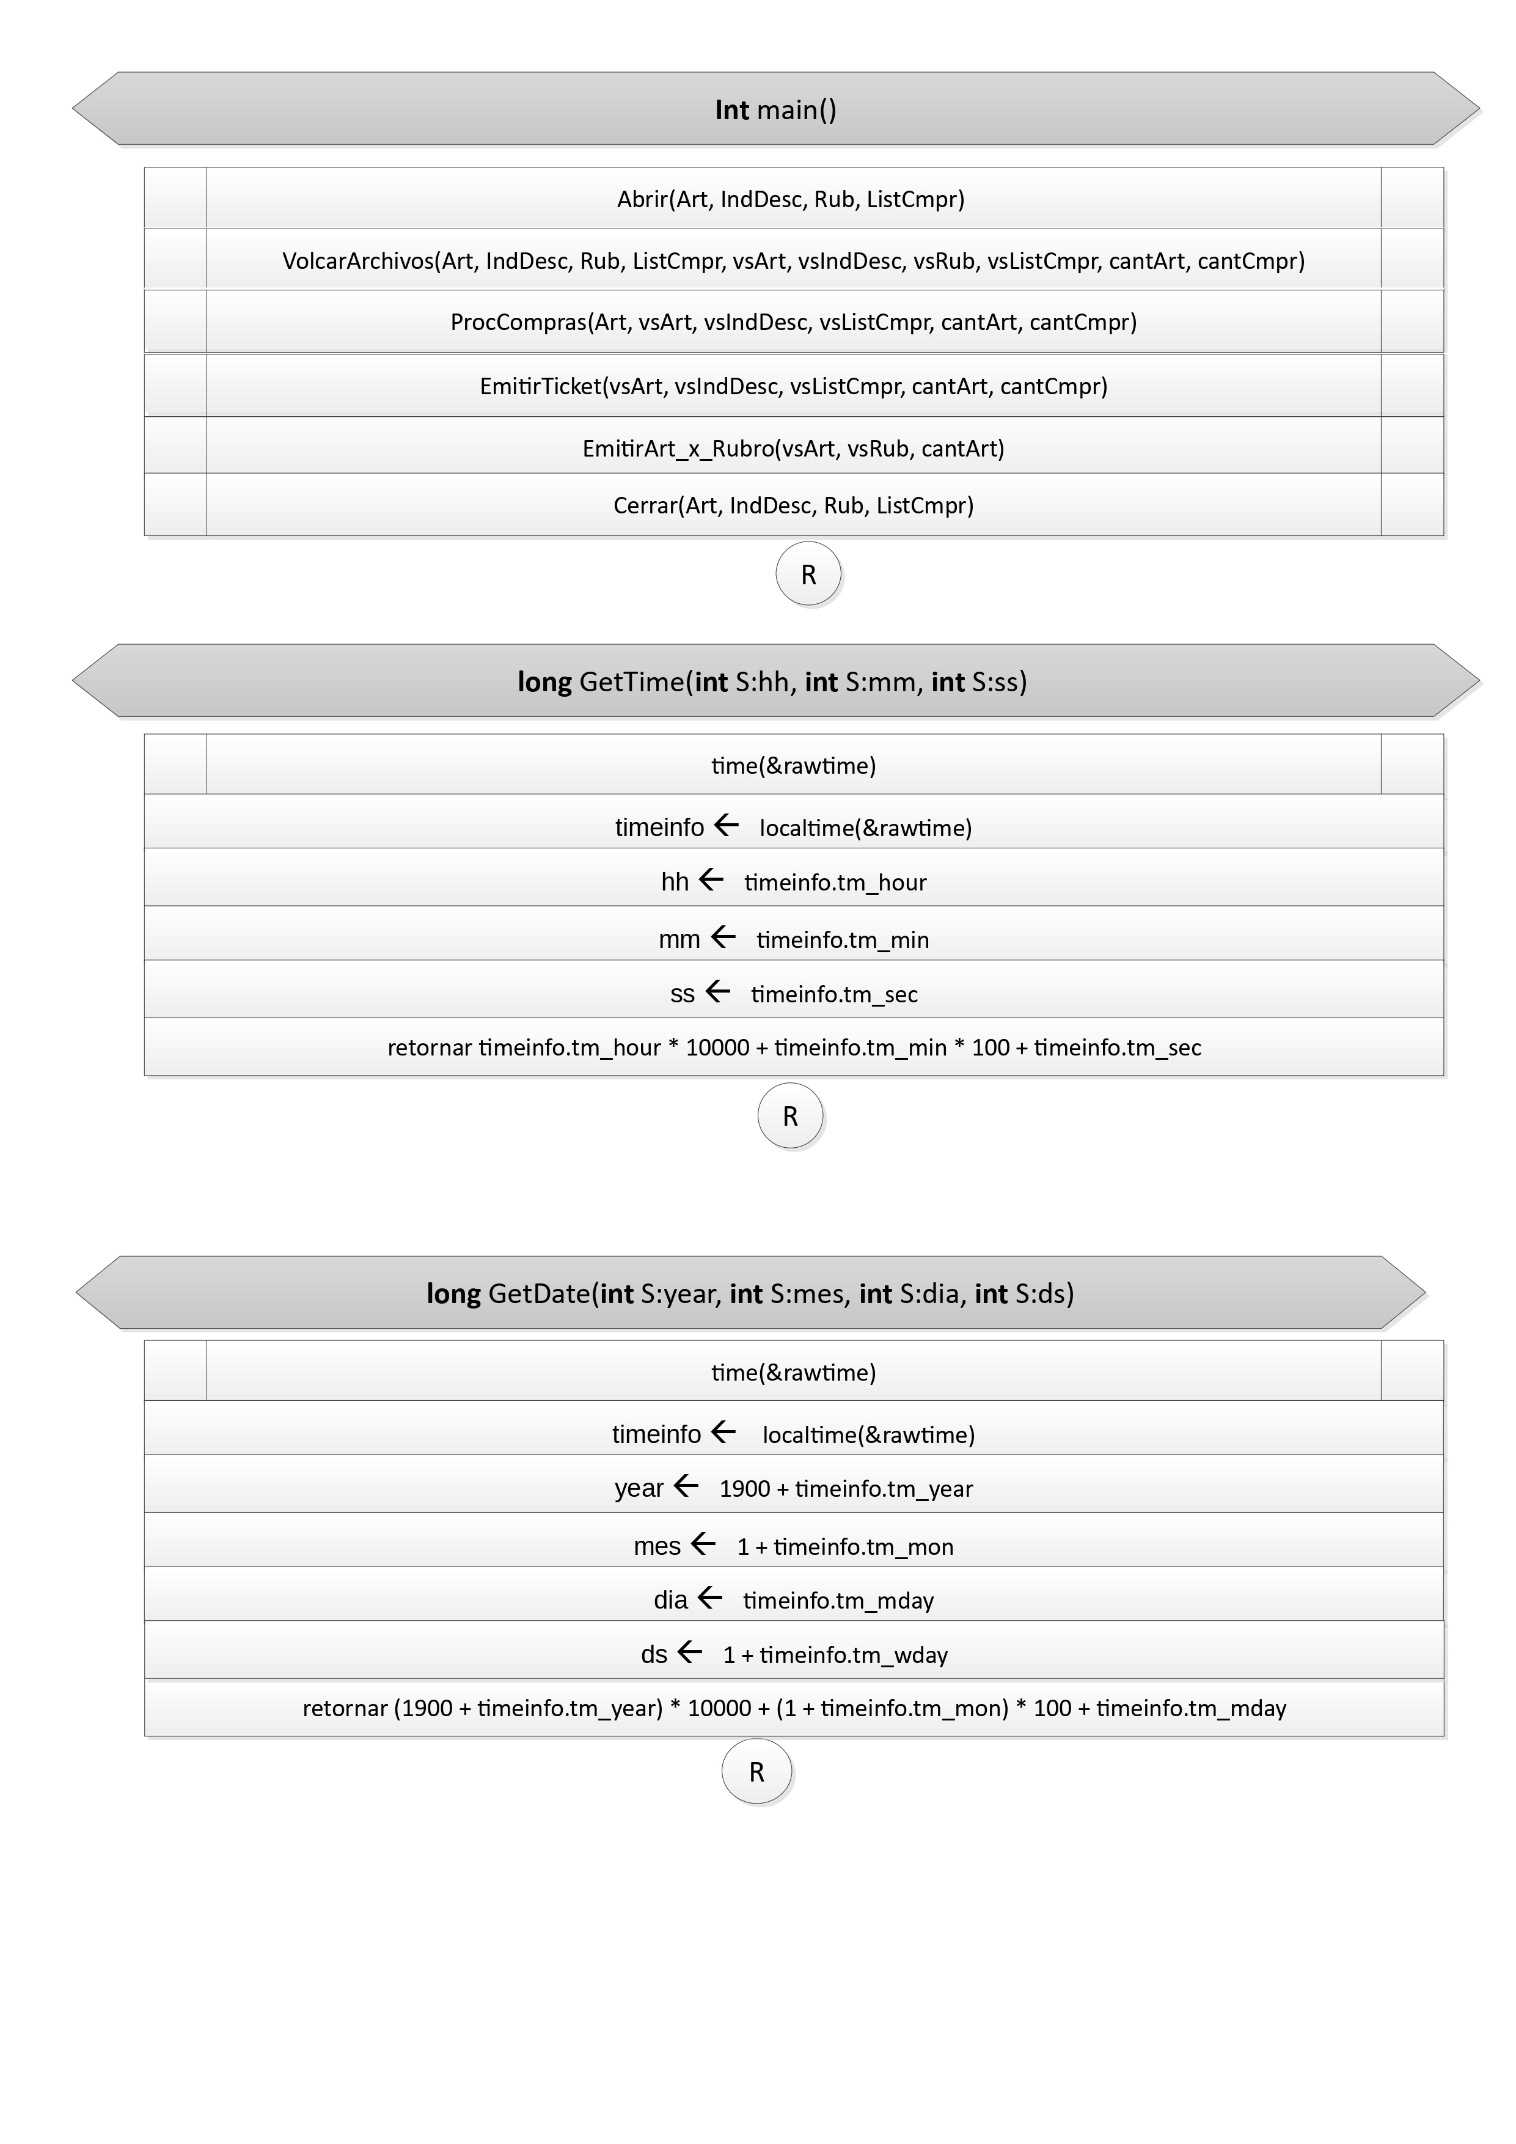 Int main()
Abrir(Art, IndDesc, Rub, ListCmpr)
VolcarArchivos(Art, IndDesc, Rub, ListCmpr, vsArt, vsIndDesc, vsRub, vsListCmpr, cantArt, cantCmpr)
ProcCompras(Art, vsArt, vsIndDesc, vsListCmpr, cantArt, cantCmpr)
EmitirTicket(vsArt, vsIndDesc, vsListCmpr, cantArt, cantCmpr)
EmitirArt_x_Rubro(vsArt, vsRub, cantArt)
Cerrar(Art, IndDesc, Rub, ListCmpr)
R
long GetTime(int S:hh, int S:mm, int S:ss)
time(&rawtime)
timeinfo ← localtime(&rawtime)
hh ← timeinfo.tm_hour
mm ← timeinfo.tm_min
ss ← timeinfo.tm_sec
retornar timeinfo.tm_hour * 10000 + timeinfo.tm_min * 100 + timeinfo.tm_sec
R
long GetDate(int S:year, int S:mes, int S:dia, int S:ds)
time(&rawtime)
timeinfo ← localtime(&rawtime)
year ← 1900 + timeinfo.tm_year
mes ← 1 + timeinfo.tm_mon
dia ← timeinfo.tm_mday
ds ← 1 + timeinfo.tm_wday
retornar (1900 + timeinfo.tm_year) * 10000 + (1 + timeinfo.tm_mon) * 100 + timeinfo.tm_mday
R